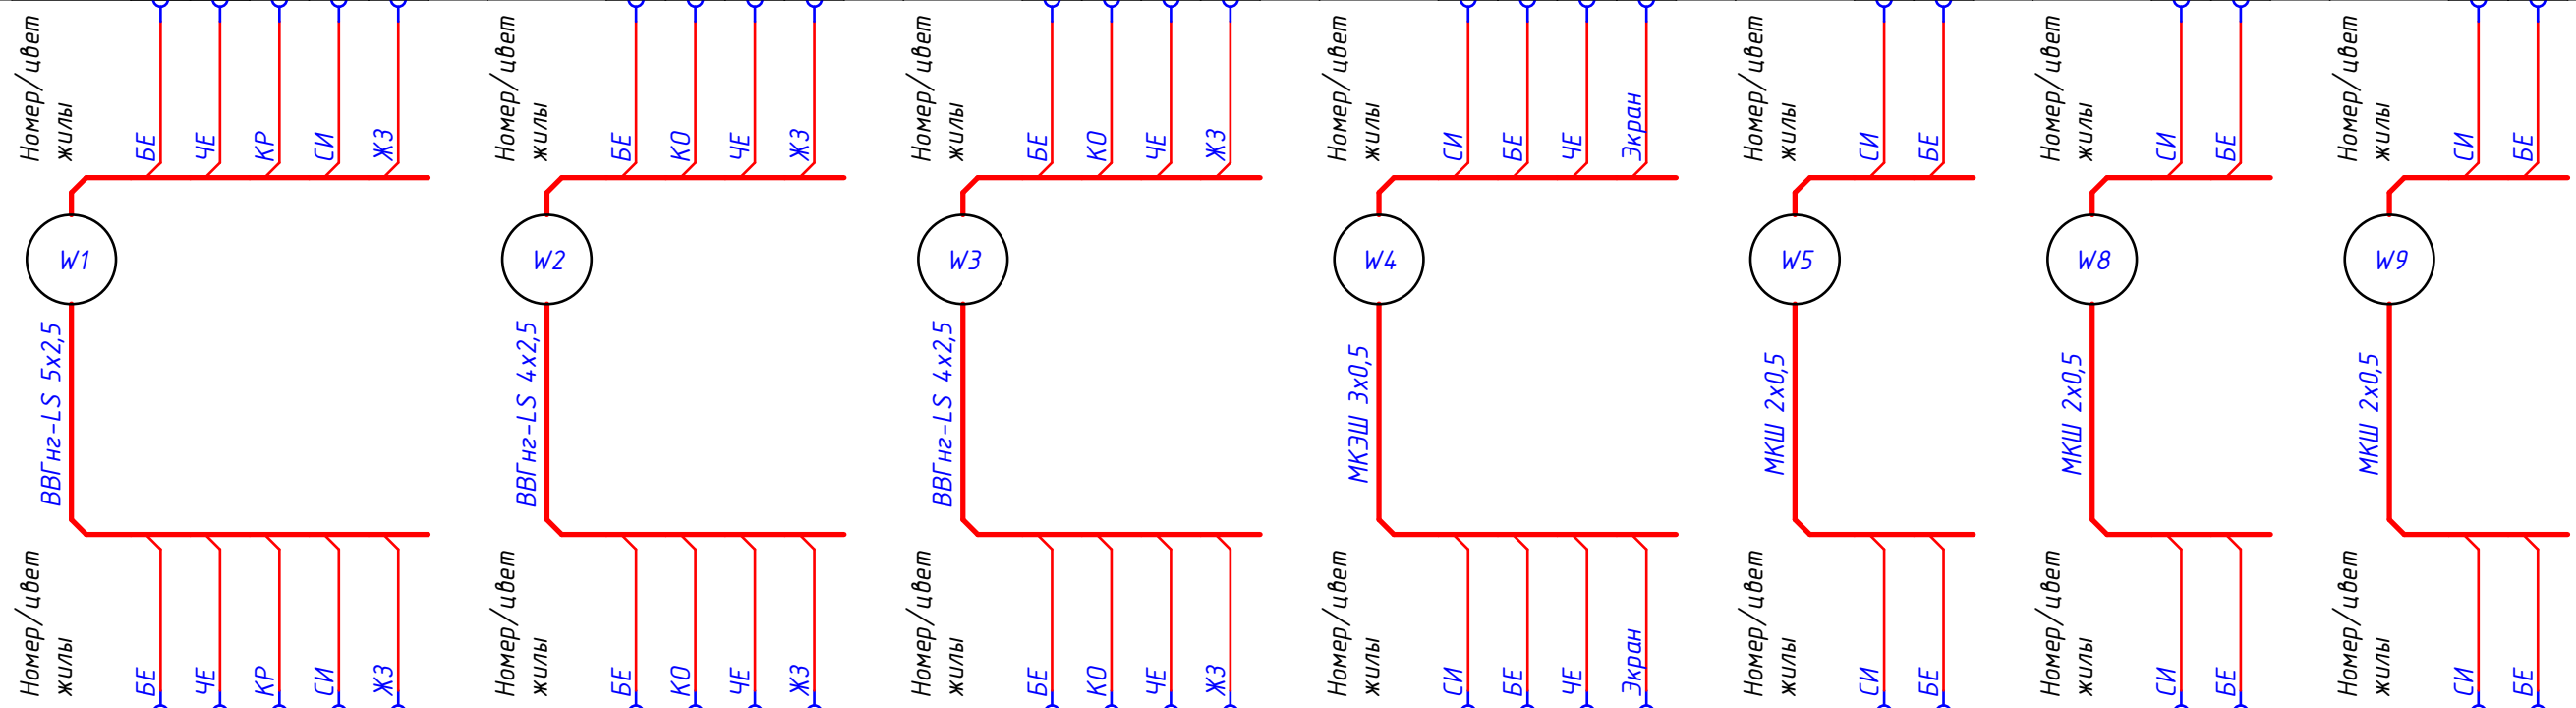 Номер/цвет
жилы
БЕ
ЧЕ
КР
СИ
ЖЗ
Номер/цвет
жилы
БЕ
КО
ЧЕ
ЖЗ
Номер/цвет
жилы
БЕ
КО
ЧЕ
ЖЗ
Номер/цвет
жилы
СИ
БЕ
ЧЕ
Экран
Номер/цвет
жилы
СИ
БЕ
Номер/цвет
жилы
СИ
БЕ
Номер/цвет
жилы
СИ
БЕ
W1
W2
W3
W4
W5
W8
W9
ВВГнг-LS 5х2,5
ВВГнг-LS 4х2,5
ВВГнг-LS 4х2,5
МКЭШ 3х0,5
МКШ 2х0,5
МКШ 2х0,5
МКШ 2х0,5
Номер/цвет
жилы
БЕ
ЧЕ
КР
СИ
ЖЗ
Номер/цвет
жилы
БЕ
КО
ЧЕ
ЖЗ
Номер/цвет
жилы
БЕ
КО
ЧЕ
ЖЗ
Номер/цвет
жилы
СИ
БЕ
ЧЕ
Экран
Номер/цвет
жилы
СИ
БЕ
Номер/цвет
жилы
СИ
БЕ
Номер/цвет
жилы
СИ
БЕ